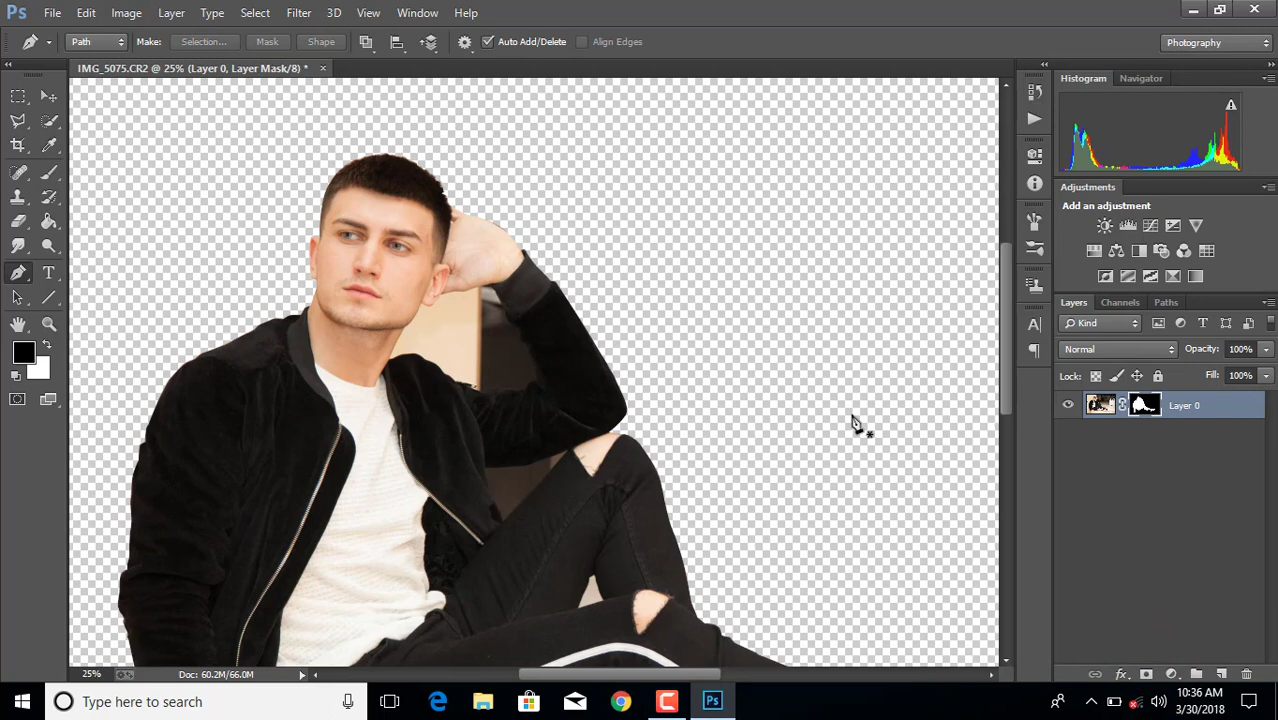 Ps File Edit Image Layer Type Select Filter 3D View Window Help
Path Make: Selection... Mask Shape Auto Add/Delete Align Edges Photography
IMG_5075.CR2 @ 25% (Layer 0, Layer Mask/8) *
Histogram Navigator
Adjustments
Add an adjustment
Layers Channels Paths
Kind
Normal Opacity: 100%
Lock: Fill: 100%
Layer 0
25% Doc: 60.2M/66.0M
Type here to search
Ps
10:36 AM
3/30/2018